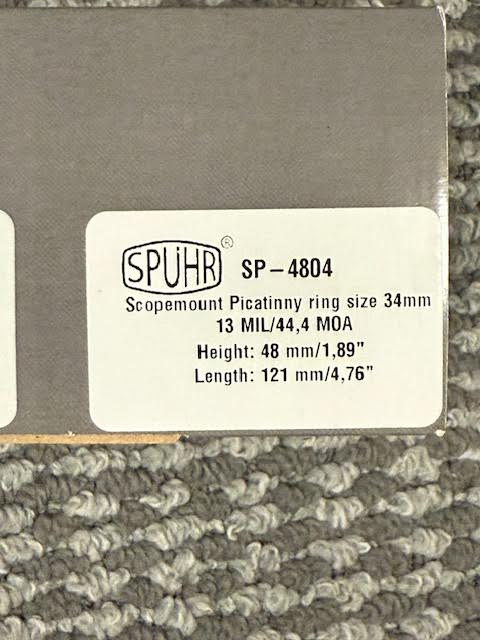 SPUHR® SP-4804
Scopemount Picatinny ring size 34mm
13 MIL/44,4 MOA
Height: 48 mm/1,89"
Length: 121 mm/4,76"